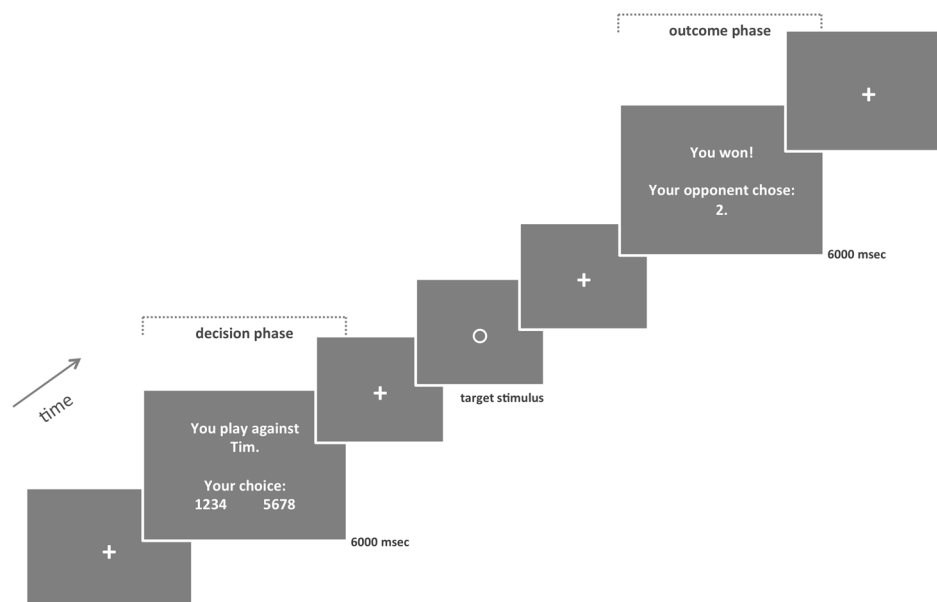 outcome phase
+
You won!
Your opponent chose:
2.
+
6000 msec
decision phase
+
target stimulus
time
You play against
Tim.
Your choice:
1234 5678
+
6000 msec